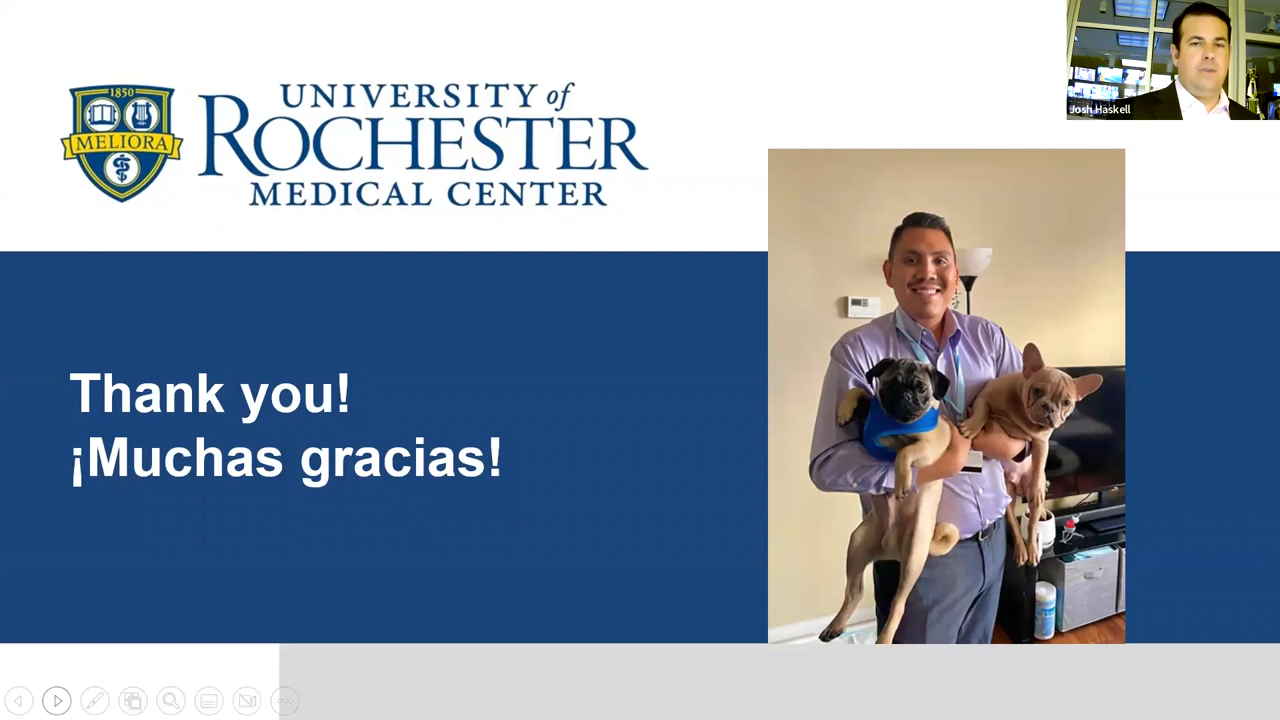 1850
MELIORA
UNIVERSITY of
ROCHESTER
MEDICAL CENTER
Josh Haskell
Thank you!
¡Muchas gracias!